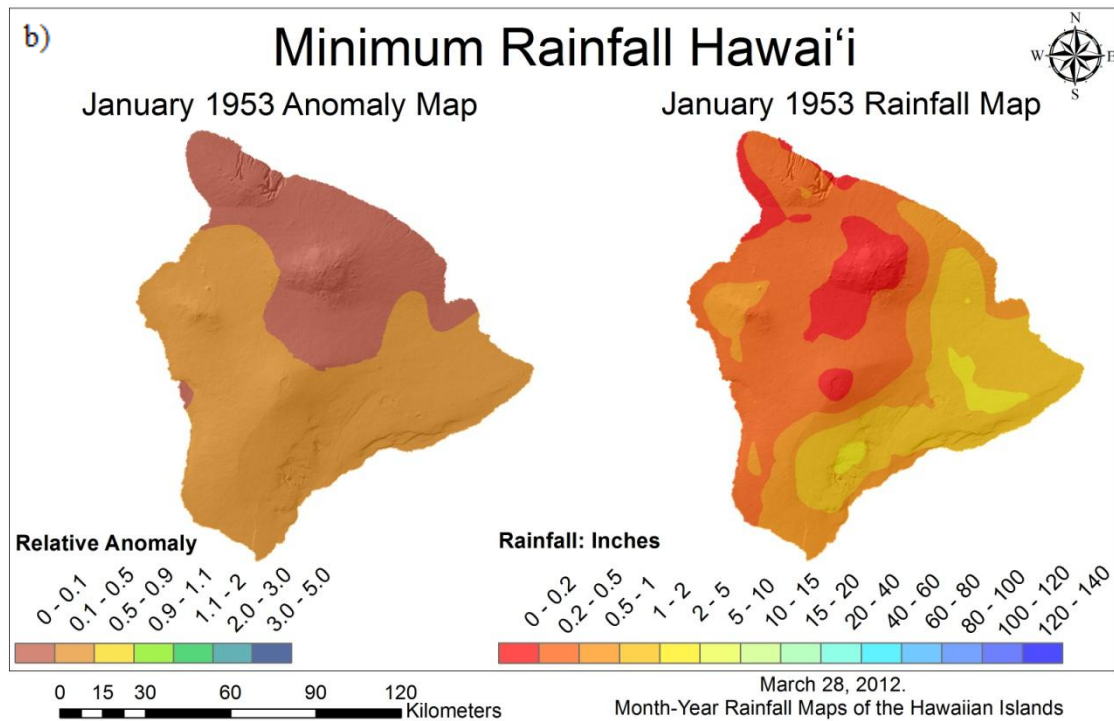 b)
Minimum Rainfall Hawai‘i
N
W E
S
January 1953 Anomaly Map
January 1953 Rainfall Map
Relative Anomaly
0 - 0.1
0.1 - 0.5
0.5 - 0.9
0.9 - 1.1
1.1 - 2
2.0 - 3.0
3.0 - 5.0
Rainfall: Inches
0 - 0.2
0.2 - 0.5
0.5 - 1
1 - 2
2 - 5
5 - 10
10 - 15
15 - 20
20 - 40
40 - 60
60 - 80
80 - 100
100 - 120
120 - 140
0 15 30 60 90 120
Kilometers
March 28, 2012.
Month-Year Rainfall Maps of the Hawaiian Islands